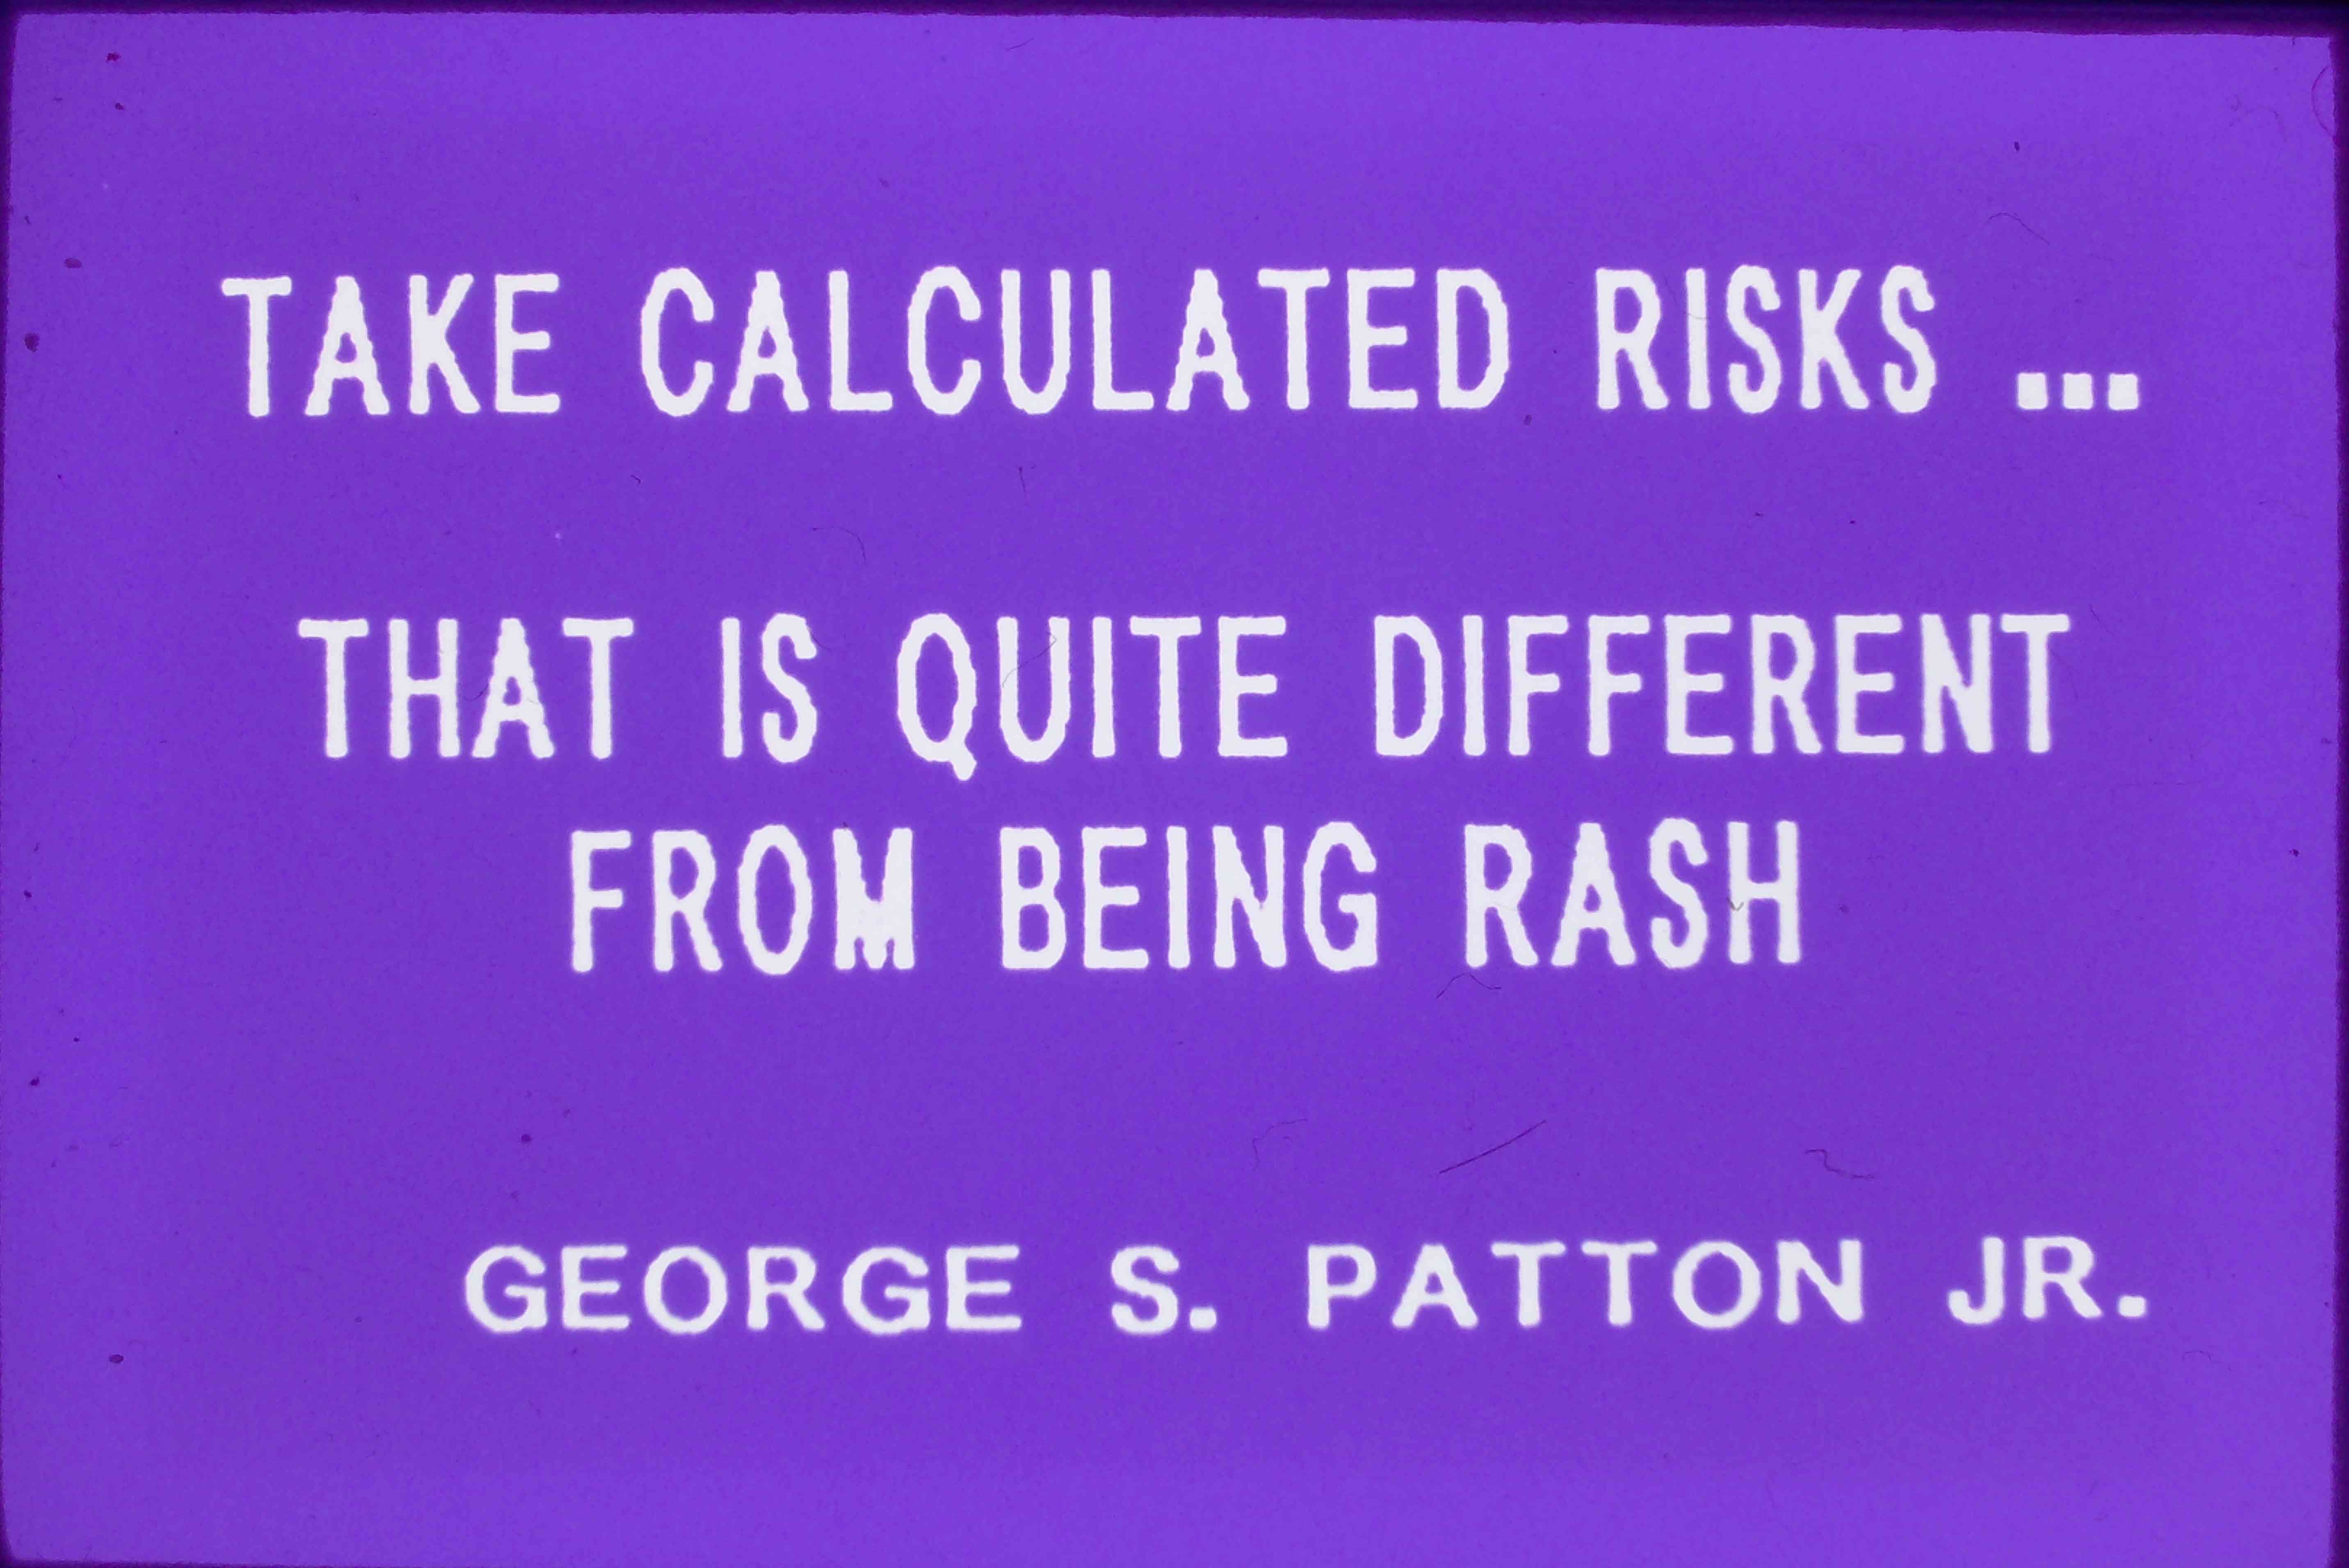 TAKE CALCULATED RISKS ...
THAT IS QUITE DIFFERENT
FROM BEING RASH
GEORGE S. PATTON JR.